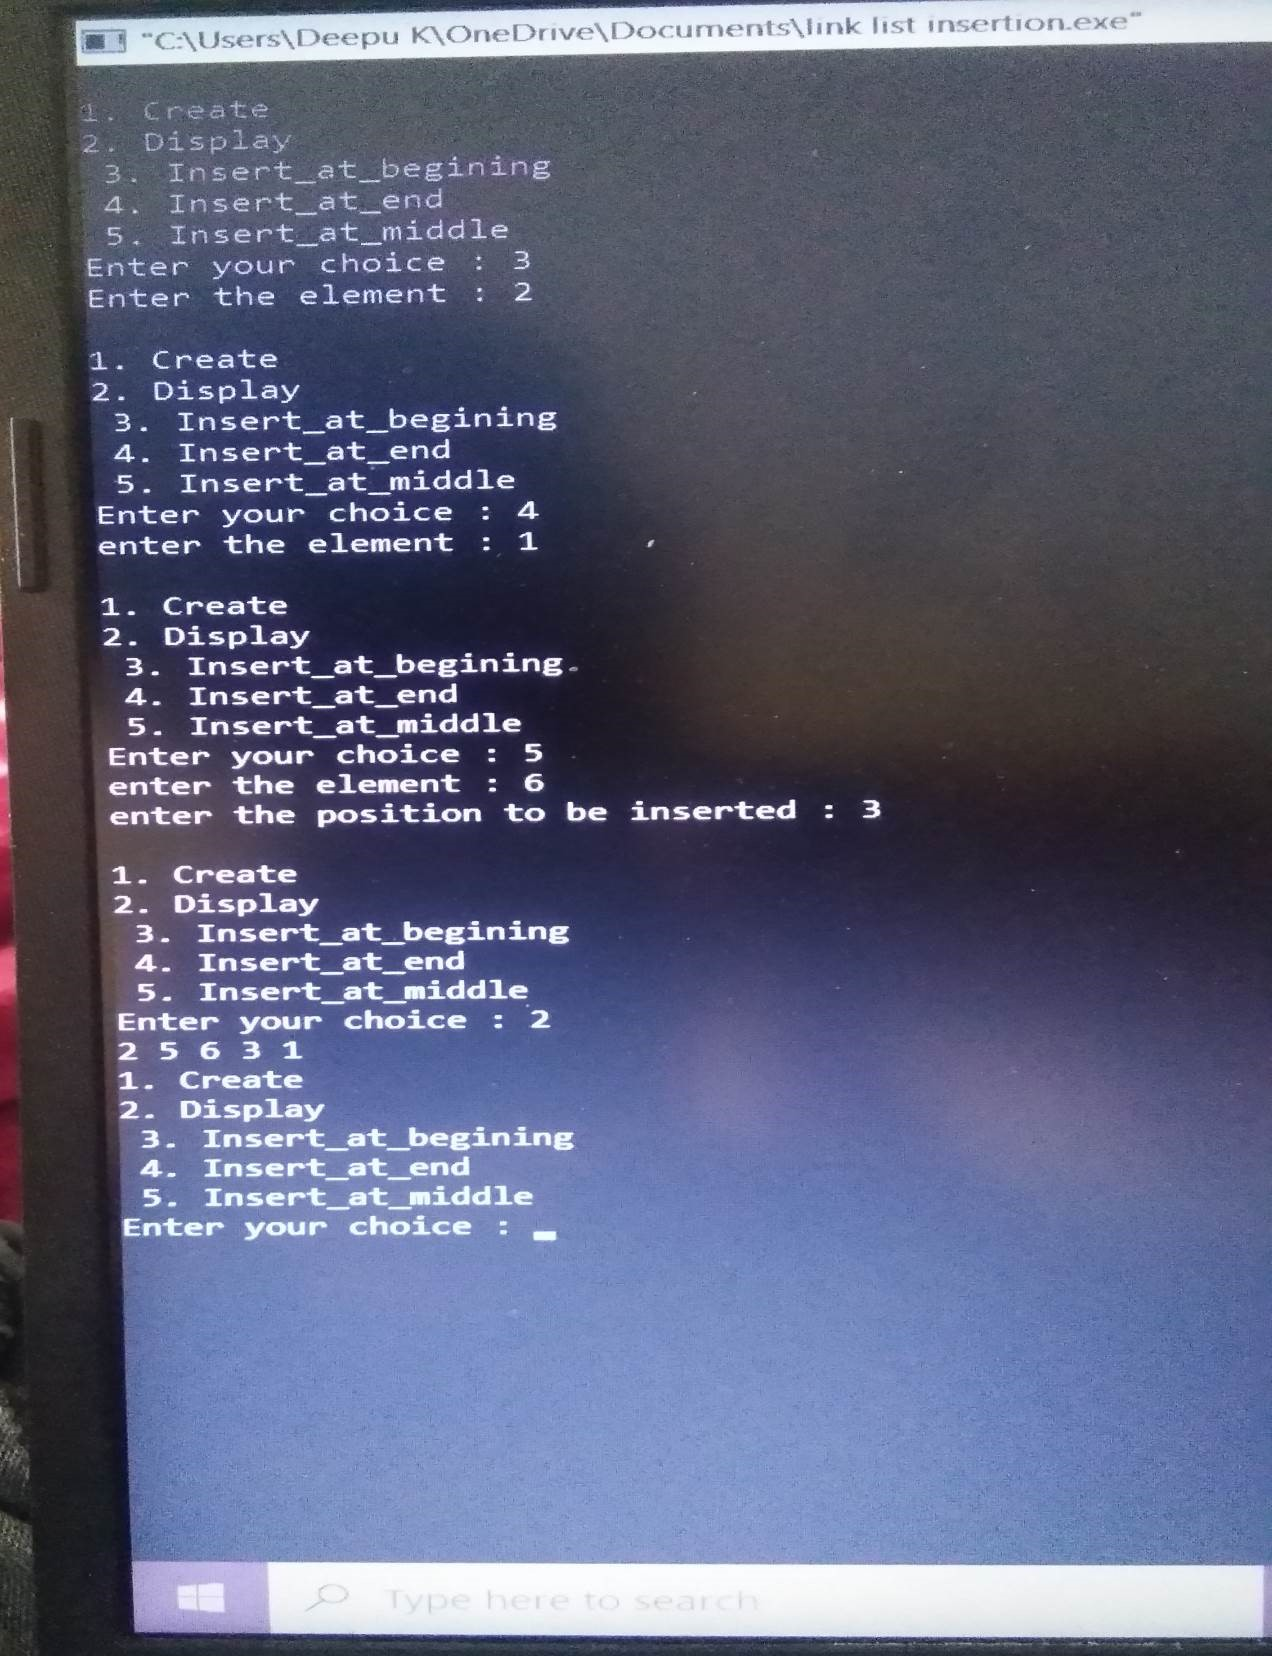 "C:\Users\Deepu K\OneDrive\Documents\link list insertion.exe"
1. Create
2. Display
3. Insert_at_begining
4. Insert_at_end
5. Insert_at_middle
Enter your choice : 3
Enter the element : 2
1. Create
2. Display
3. Insert_at_begining
4. Insert_at_end
5. Insert_at_middle
Enter your choice : 4
enter the element : 1
1. Create
2. Display
3. Insert_at_begining
4. Insert_at_end
5. Insert_at_middle
Enter your choice : 5
enter the element : 6
enter the position to be inserted : 3
1. Create
2. Display
3. Insert_at_begining
4. Insert_at_end
5. Insert_at_middle
Enter your choice : 2
2 5 6 3 1
1. Create
2. Display
3. Insert_at_begining
4. Insert_at_end
5. Insert_at_middle
Enter your choice :
Type here to search